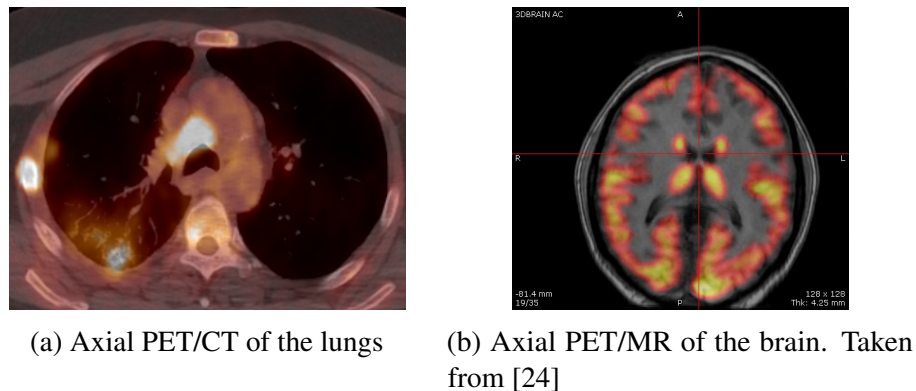 3DBRAIN AC
A
R
L
-81.4 mm
19/35
P
128 x 128
Thk: 4.25 mm
(a) Axial PET/CT of the lungs
(b) Axial PET/MR of the brain. Taken
from [24]